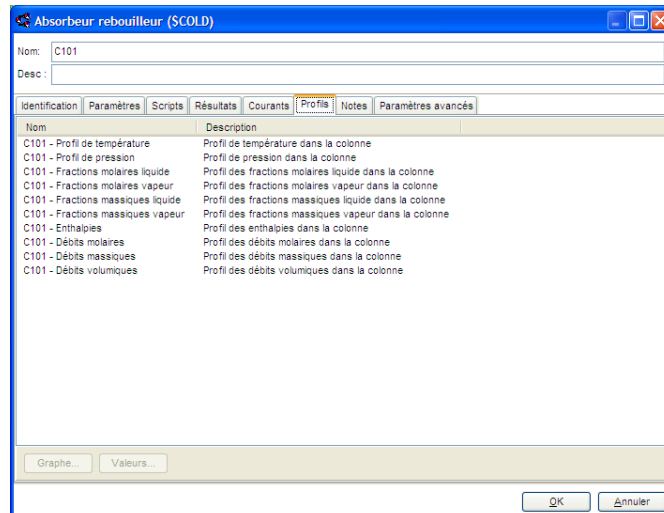 Absorbeur rebouilleur ($COLD)
Nom: C101
Desc :
Identification Paramètres Scripts Résultats Courants Profils Notes Paramètres avancés
Nom Description
C101 - Profil de température Profil de température dans la colonne
C101 - Profil de pression Profil de pression dans la colonne
C101 - Fractions molaires liquide Profil des fractions molaires liquide dans la colonne
C101 - Fractions molaires vapeur Profil des fractions molaires vapeur dans la colonne
C101 - Fractions massiques liquide Profil des fractions massiques liquide dans la colonne
C101 - Fractions massiques vapeur Profil des fractions massiques vapeur dans la colonne
C101 - Enthalpies Profil des enthalpies dans la colonne
C101 - Débits molaires Profil des débits molaires dans la colonne
C101 - Débits massiques Profil des débits massiques dans la colonne
C101 - Débits volumiques Profil des débits volumiques dans la colonne
Graphe... Valeurs...
OK Annuler